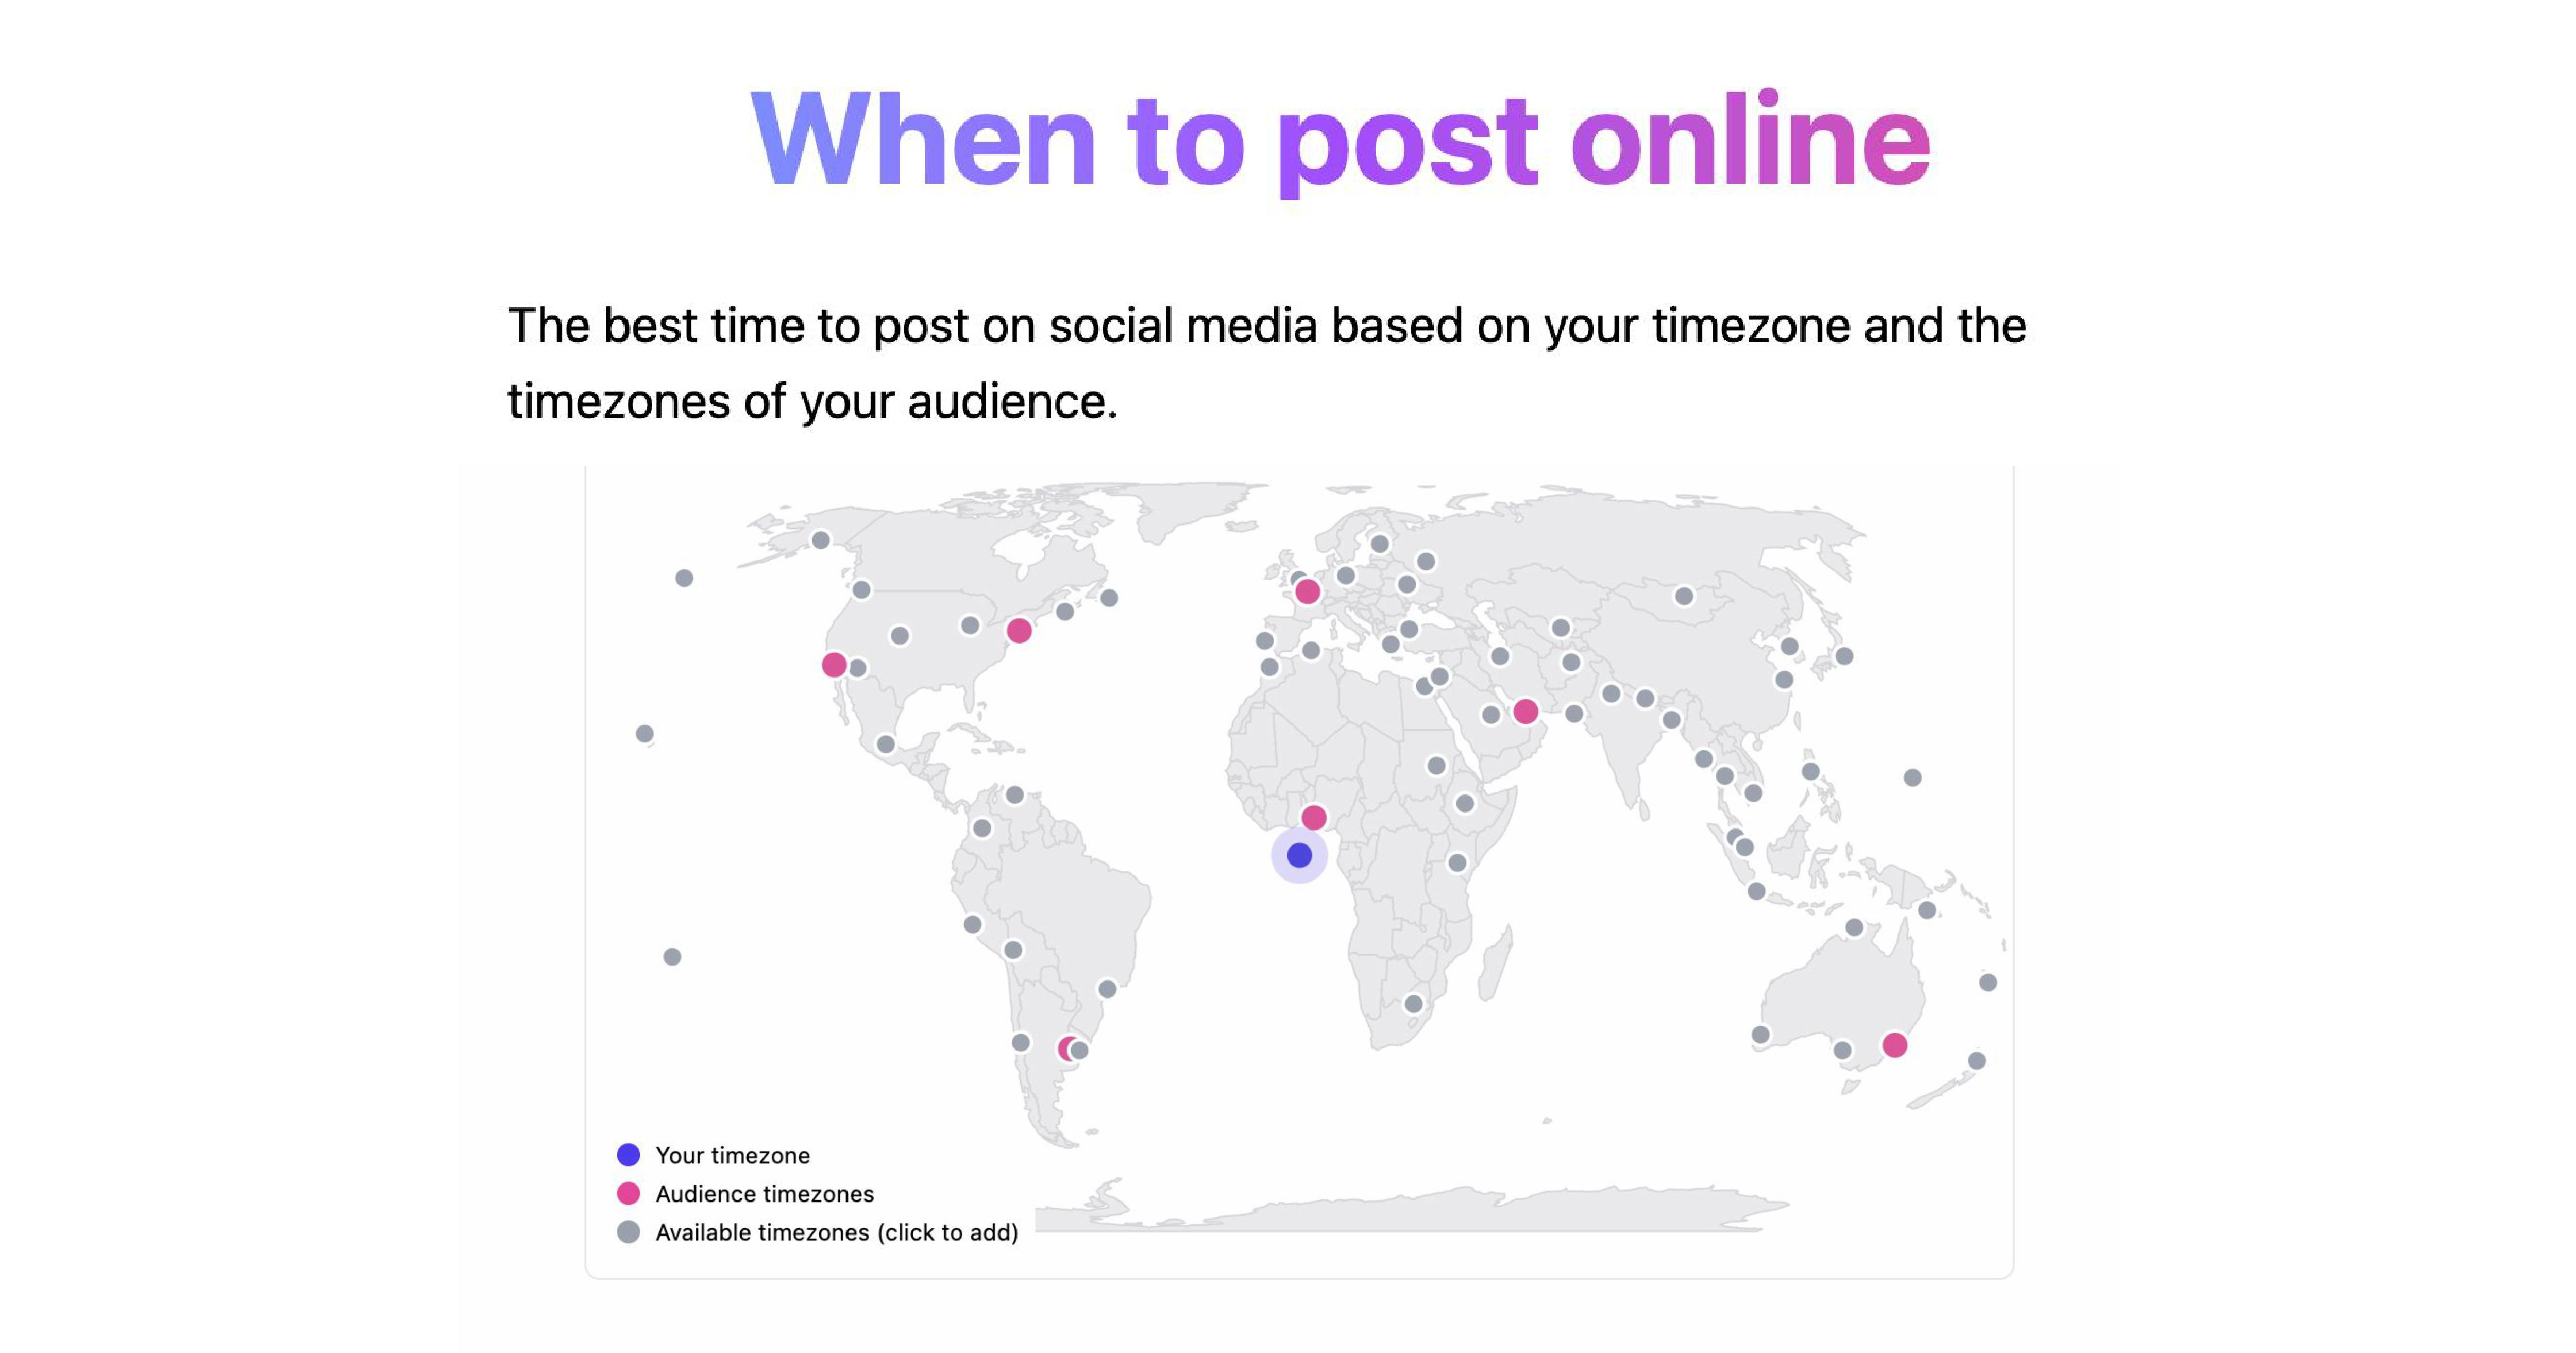 When to post online
The best time to post on social media based on your timezone and the
timezones of your audience.
Your timezone
Audience timezones
Available timezones (click to add)